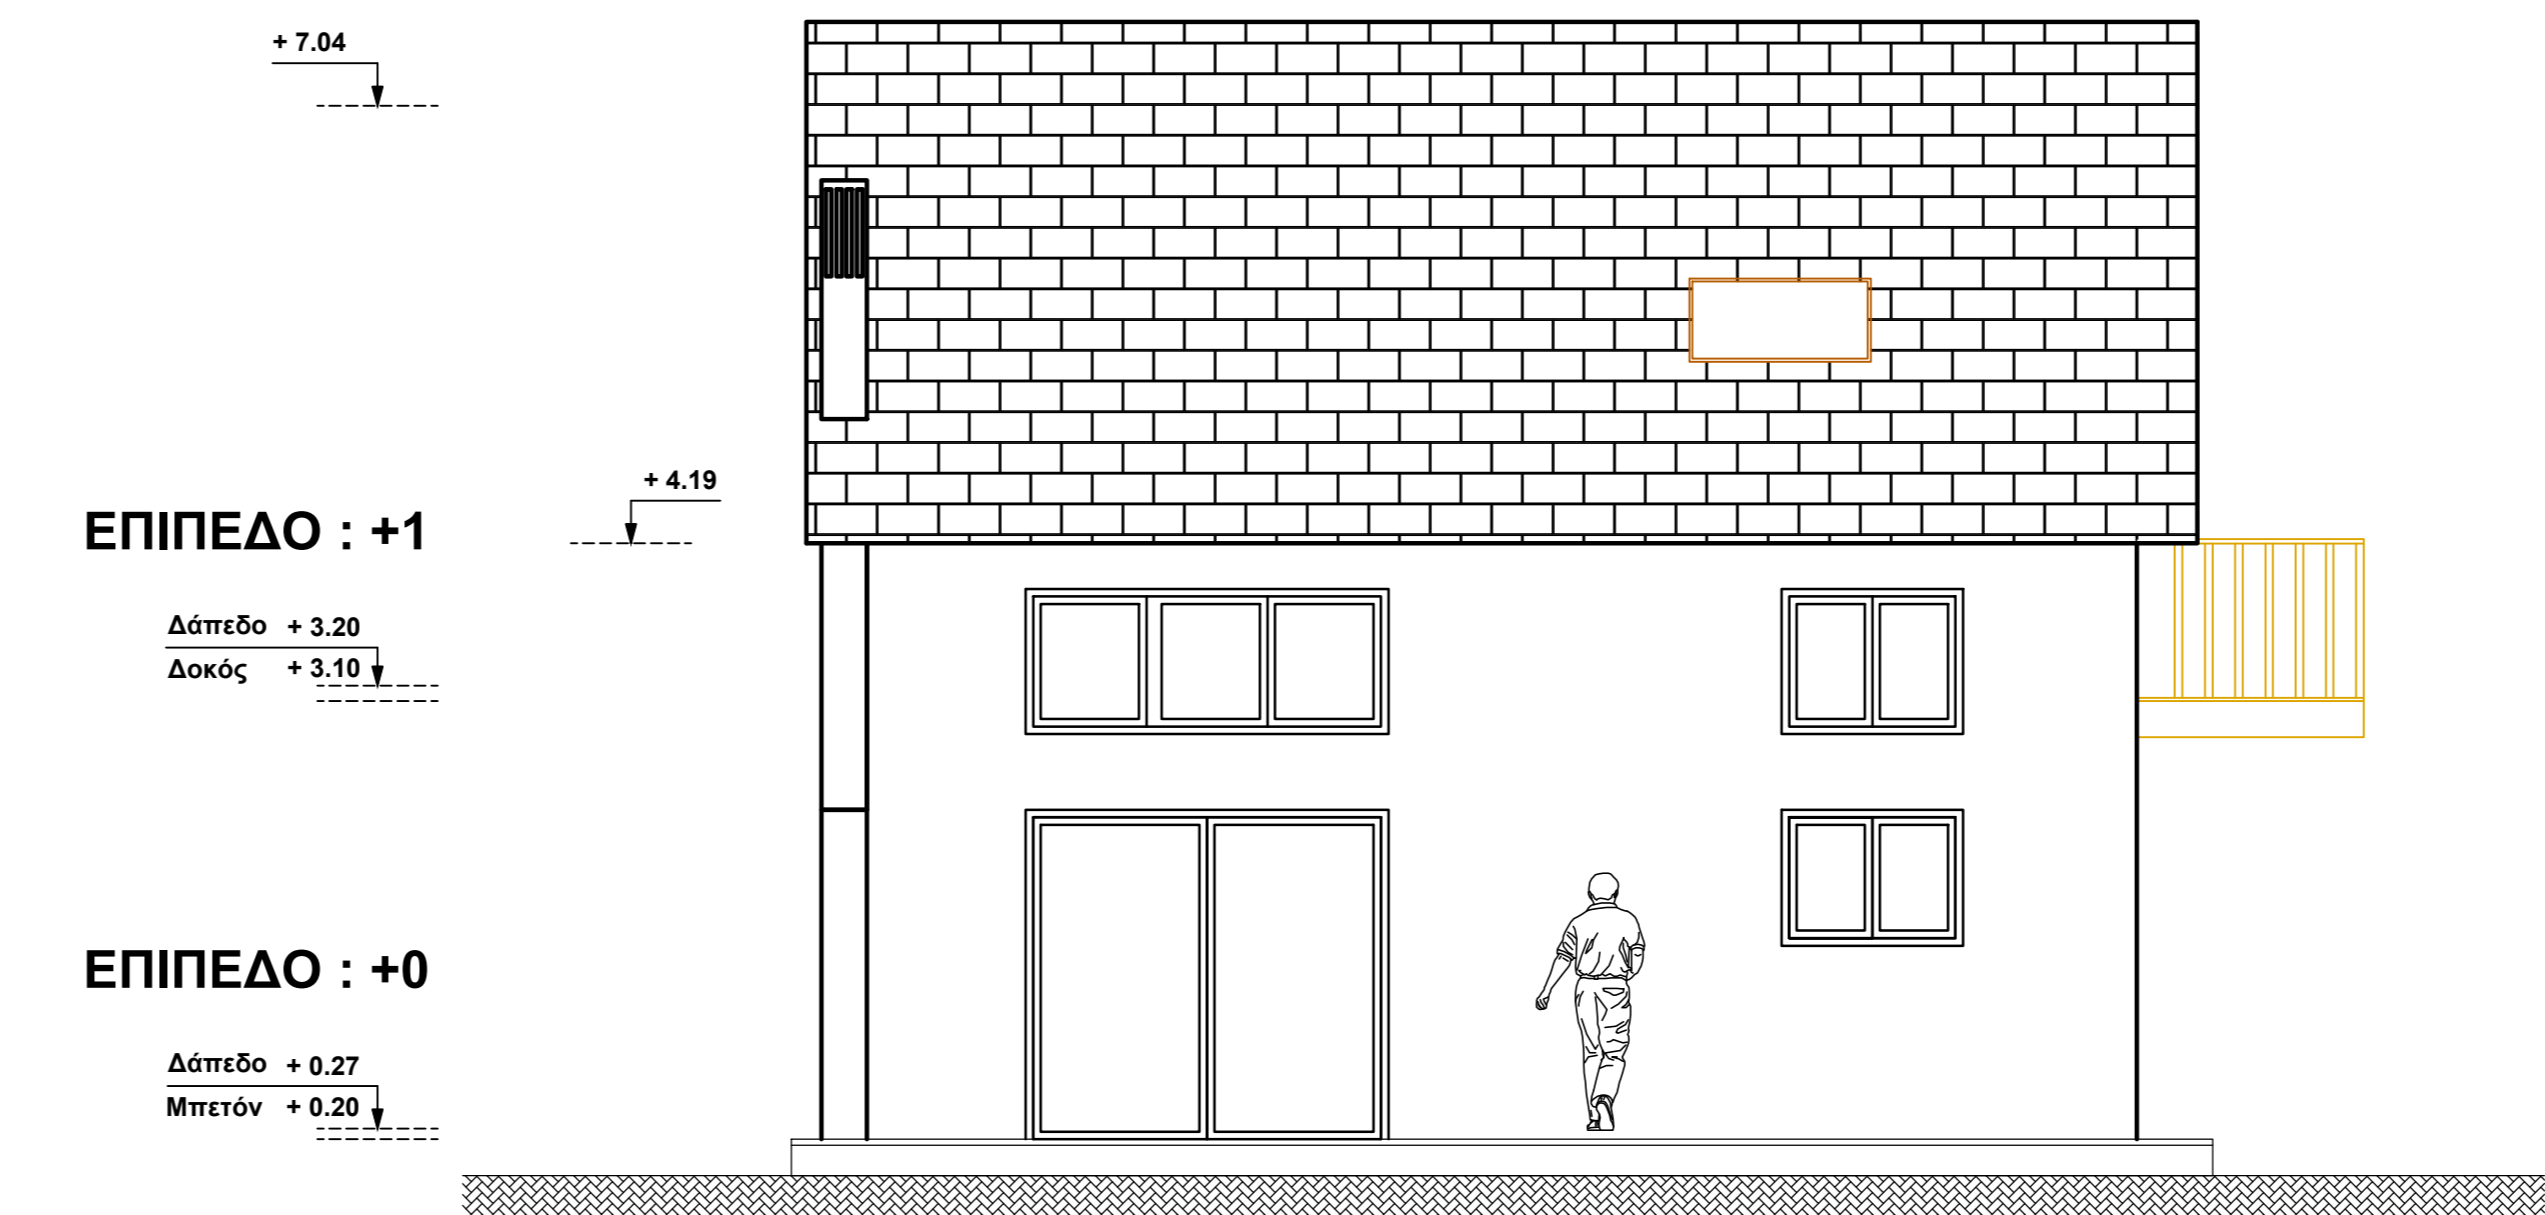 + 7.04
+ 4.19
ΕΠΙΠΕΔΟ : +1
Δάπεδο + 3.20
Δοκός + 3.10
ΕΠΙΠΕΔΟ : +0
Δάπεδο + 0.27
Μπετόν + 0.20